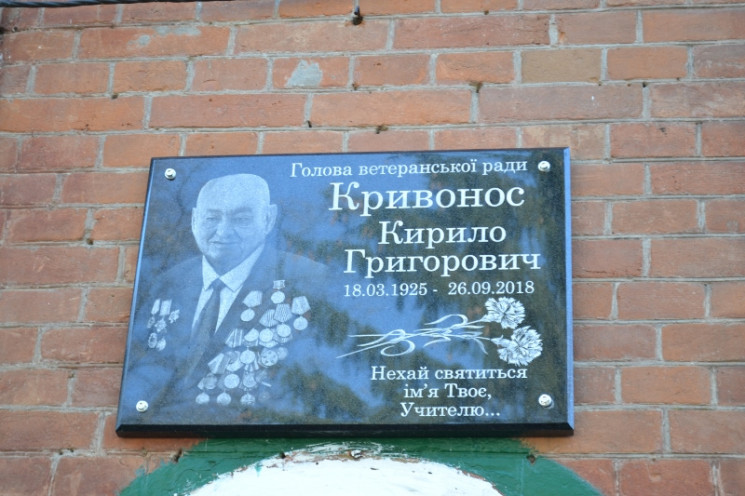 Голова ветеранської ради
Кривонос
Кирило
Григорович
18.03.1925 - 26.09.2018
Нехай святиться
ім'я Твоє,
Учителю...